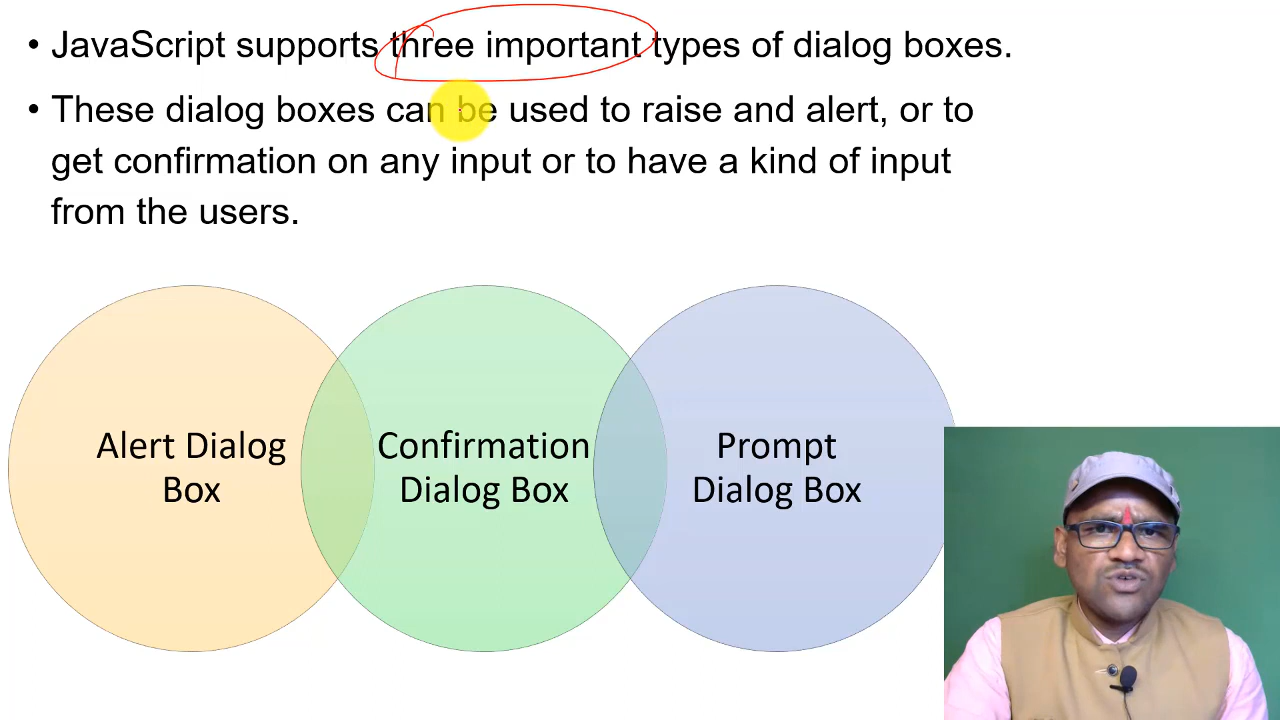 • JavaScript supports three important types of dialog boxes.
• These dialog boxes can be used to raise and alert, or to
get confirmation on any input or to have a kind of input
from the users.
Alert Dialog
Box
Confirmation
Dialog Box
Prompt
Dialog Box